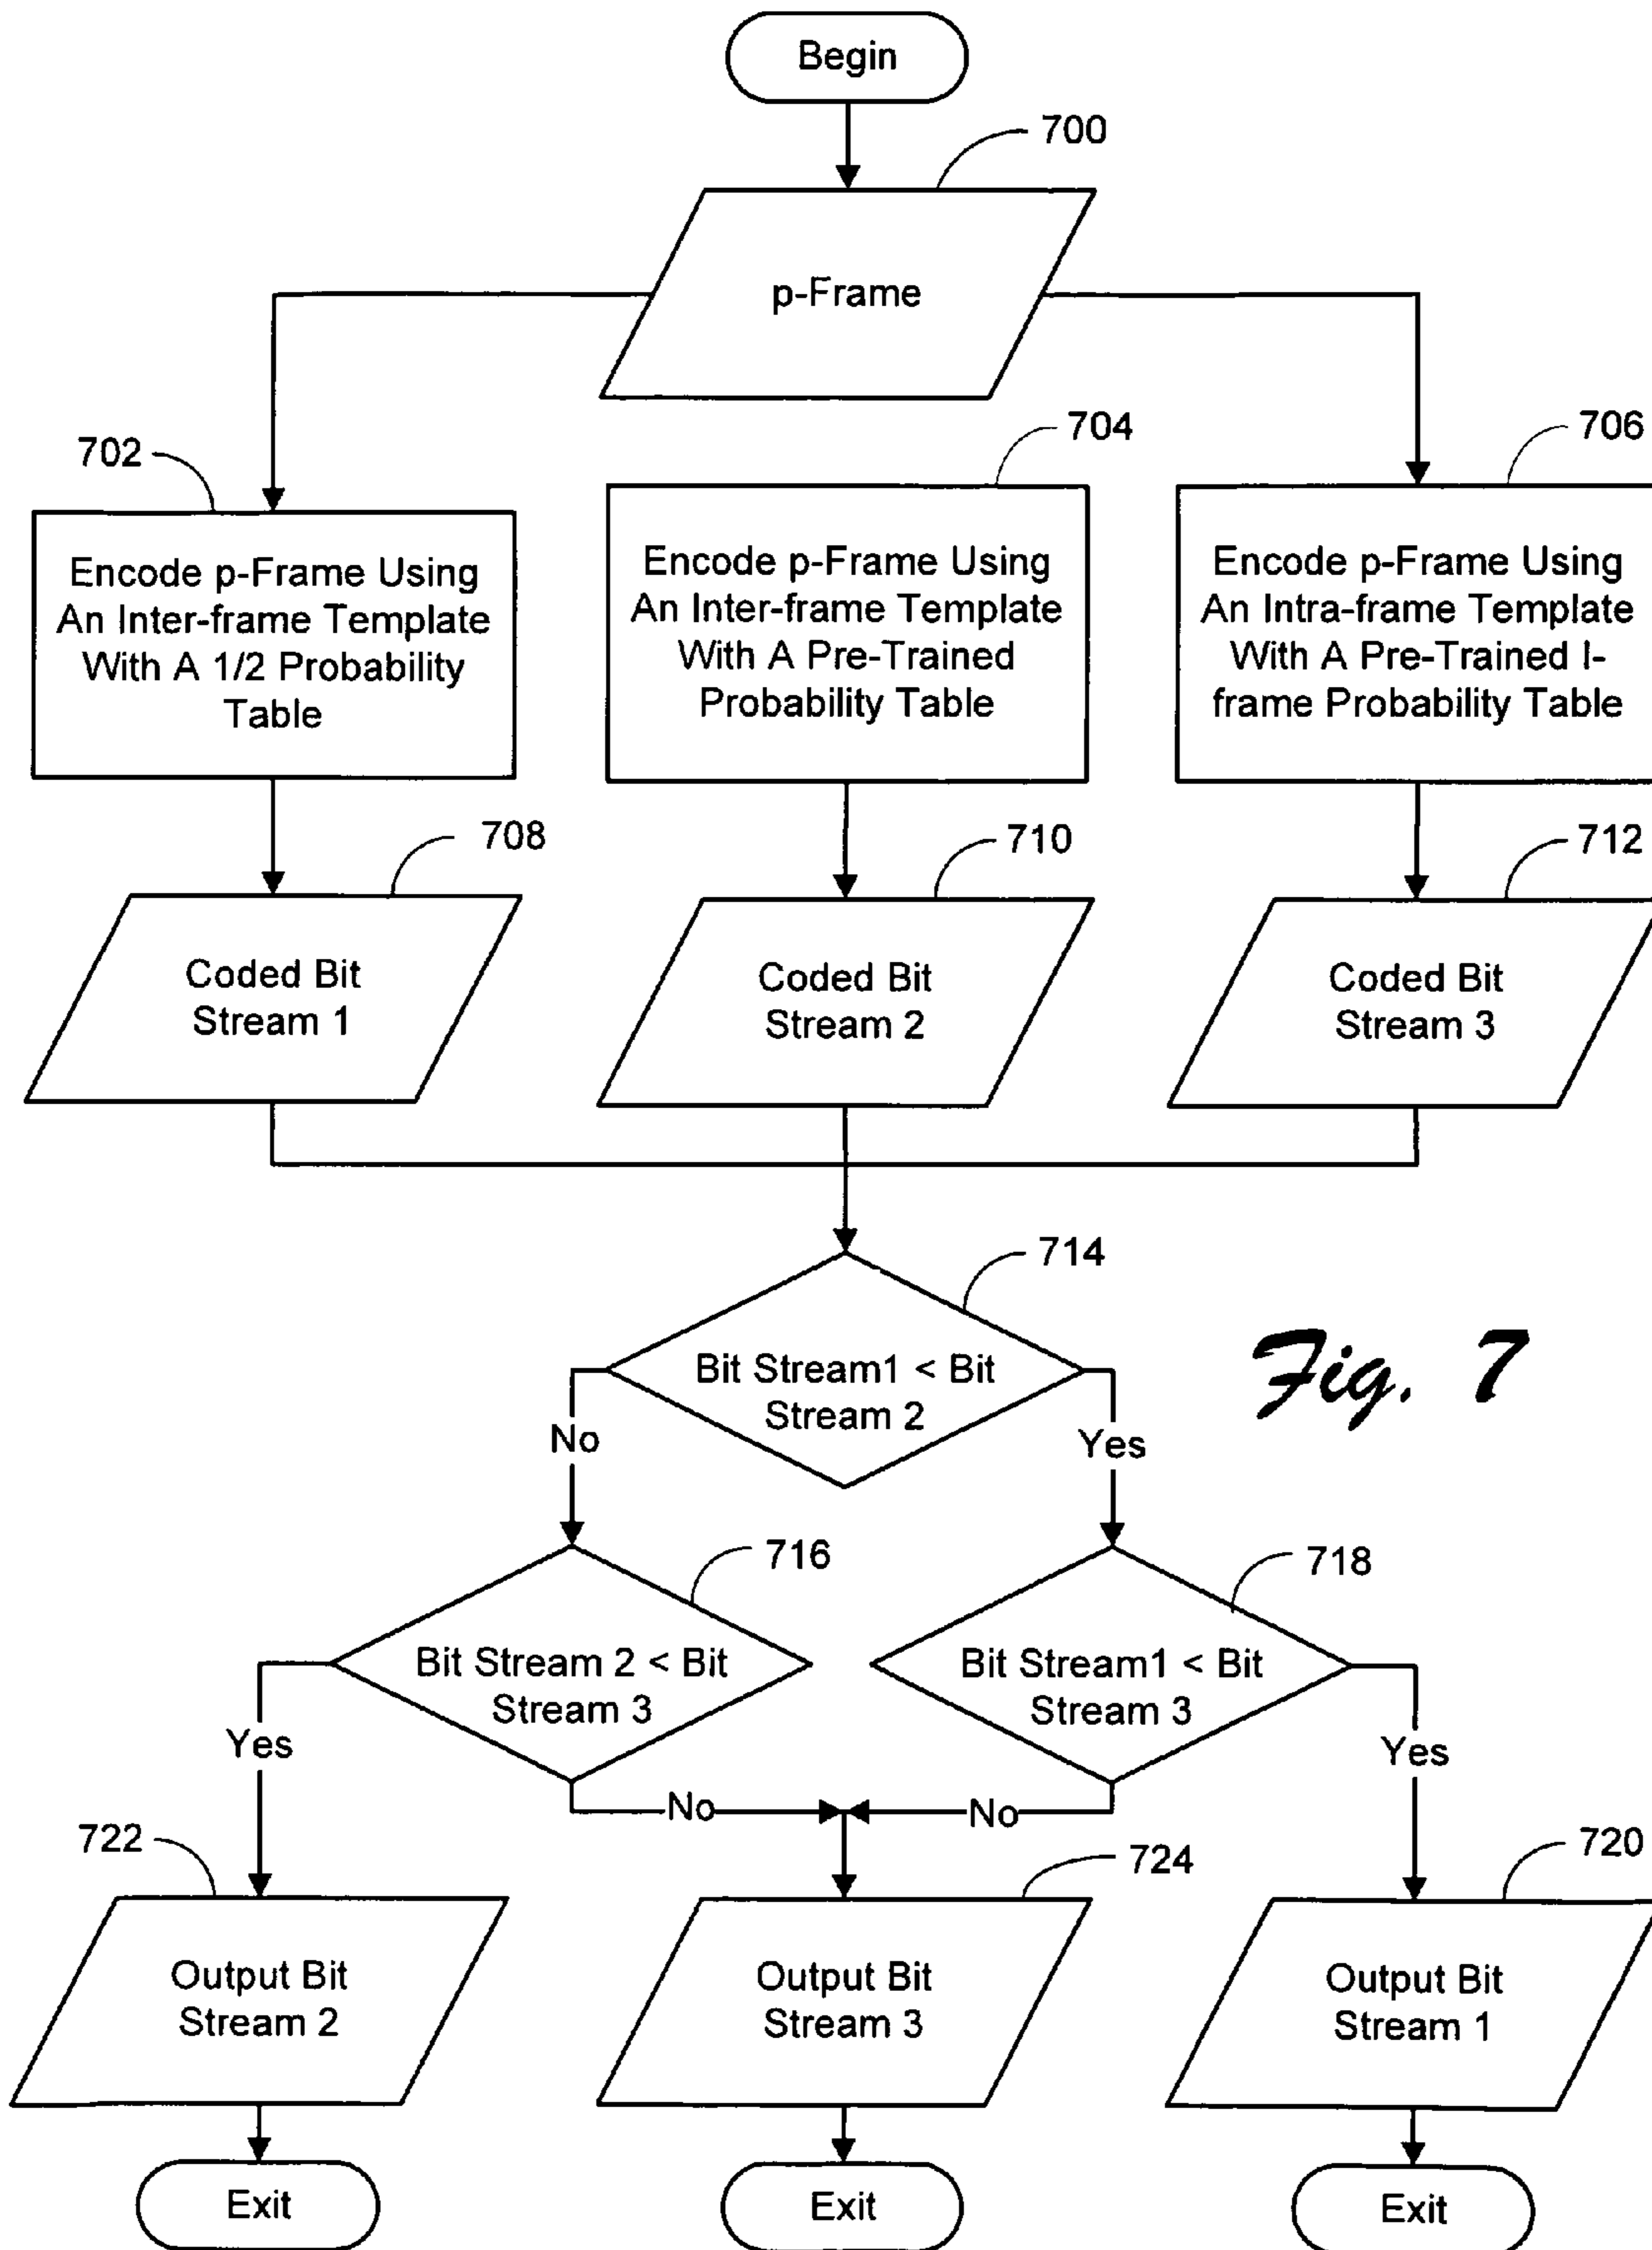 Begin
700
p-Frame
702
704
706
Encode p-Frame Using
An Inter-frame Template
With A 1/2 Probability
Table
Encode p-Frame Using
An Inter-frame Template
With A Pre-Trained
Probability Table
Encode p-Frame Using
An Intra-frame Template
With A Pre-Trained I-
frame Probability Table
708
710
712
Coded Bit
Stream 1
Coded Bit
Stream 2
Coded Bit
Stream 3
714
Bit Stream1 < Bit
Stream 2
Fig. 7
No
Yes
716
718
Bit Stream 2 < Bit
Stream 3
Bit Stream1 < Bit
Stream 3
Yes
Yes
No
No
722
724
720
Output Bit
Stream 2
Output Bit
Stream 3
Output Bit
Stream 1
Exit
Exit
Exit